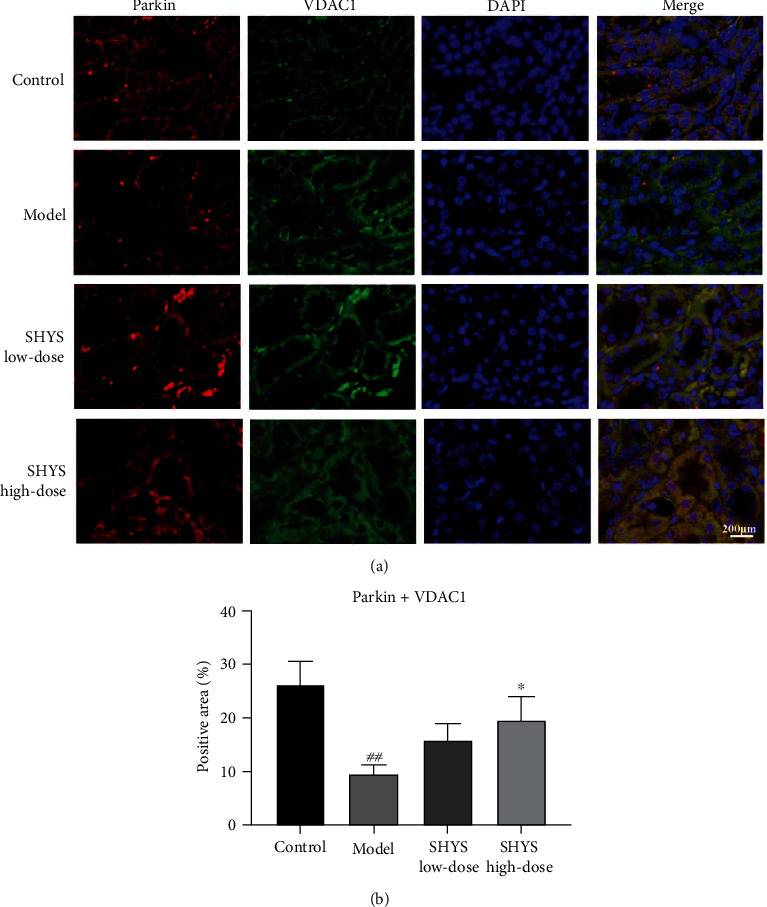 Parkin VDAC1 DAPI Merge
Control
Model
SHYS
low-dose
SHYS
high-dose
200μm
(a)
Parkin + VDAC1
Positive area (%)
40
30
20
10
0
##
*
Control Model SHYS low-dose SHYS high-dose
(b)